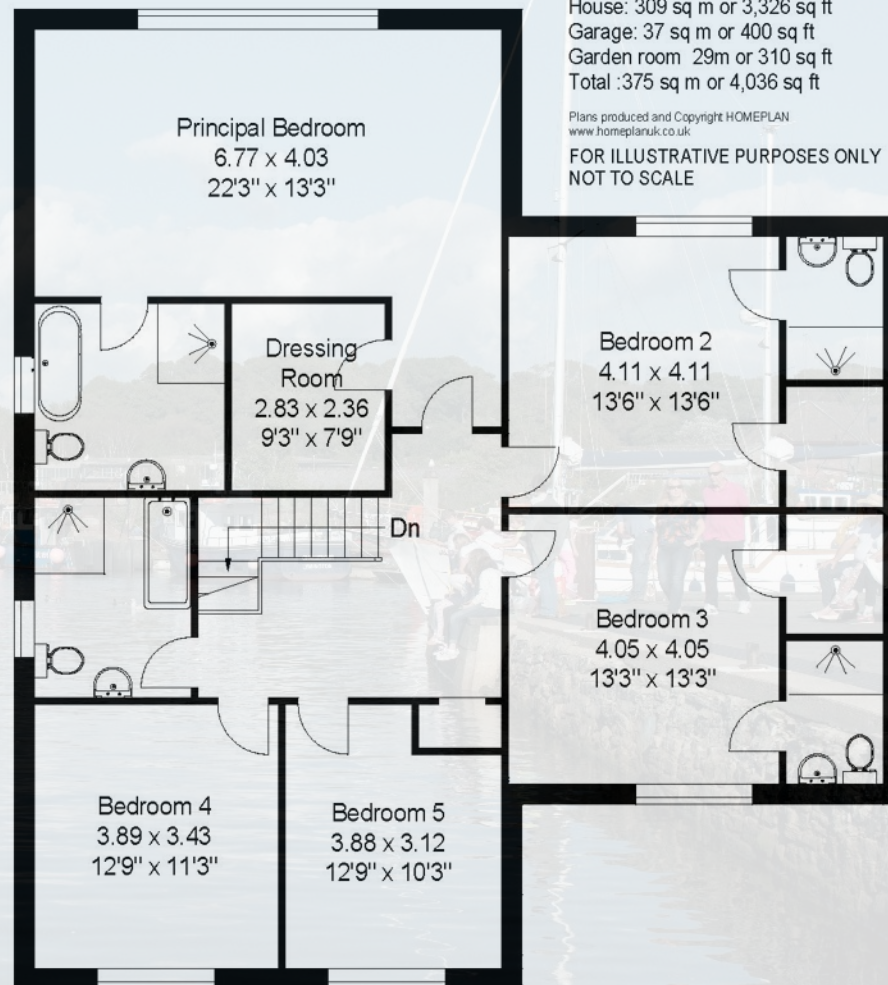 House: 309 sq m or 3,326 sq ft
Garage: 37 sq m or 400 sq ft
Garden room 29m or 310 sq ft
Total :375 sq m or 4,036 sq ft
Plans produced and Copyright HOMEPLAN
www.homeplanuk.co.uk
FOR ILLUSTRATIVE PURPOSES ONLY
NOT TO SCALE
Principal Bedroom
6.77 x 4.03
22'3" x 13'3"
Dressing
Room
2.83 x 2.36
9'3" x 7'9"
Bedroom 2
4.11 x 4.11
13'6" x 13'6"
Dn
Bedroom 3
4.05 x 4.05
13'3" x 13'3"
Bedroom 4
3.89 x 3.43
12'9" x 11'3"
Bedroom 5
3.88 x 3.12
12'9" x 10'3"